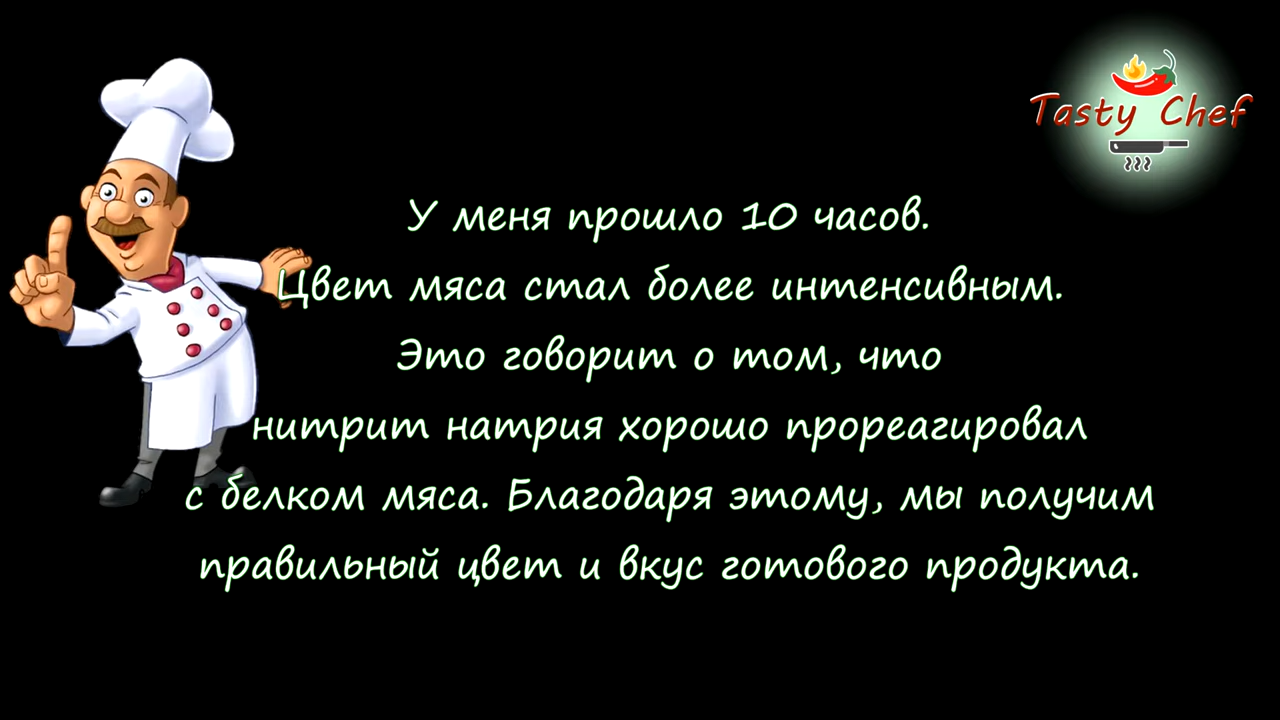 Tasty Chef
У меня прошло 10 часов.
Цвет мяса стал более интенсивным.
Это говорит о том, что
нитрит натрия хорошо прореагировал
с белком мяса. Благодаря этому, мы получим
правильный цвет и вкус готового продукта.